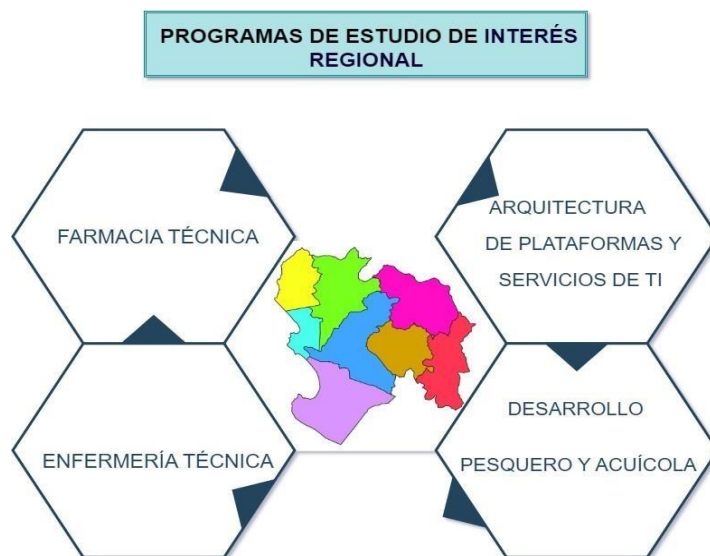 PROGRAMAS DE ESTUDIO DE INTERÉS
REGIONAL
FARMACIA TÉCNICA
ARQUITECTURA
DE PLATAFORMAS Y
SERVICIOS DE TI
ENFERMERÍA TÉCNICA
DESARROLLO
PESQUERO Y ACUÍCOLA